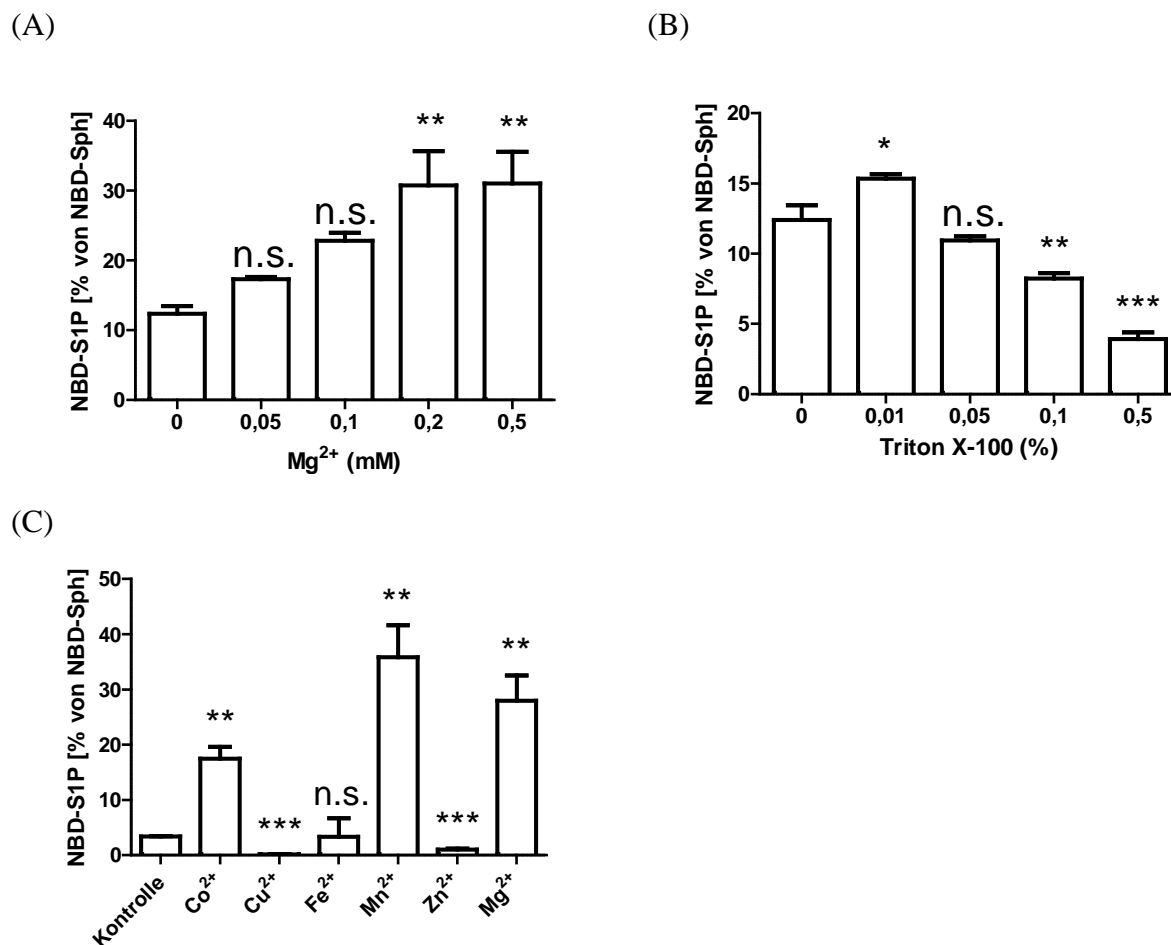 (A)
NBD-S1P [% von NBD-Sph]
40
30
20
10
0
n.s.
n.s.
**
**
0 0,05 0,1 0,2 0,5
Mg²⁺ (mM)
(B)
NBD-S1P [% von NBD-Sph]
20
15
10
5
0
*
n.s.
**
***
0 0,01 0,05 0,1 0,5
Triton X-100 (%)
(C)
NBD-S1P [% von NBD-Sph]
50
40
30
20
10
0
**
***
n.s.
**
***
**
Kontrolle Co²⁺ Cu²⁺ Fe²⁺ Mn²⁺ Zn²⁺ Mg²⁺